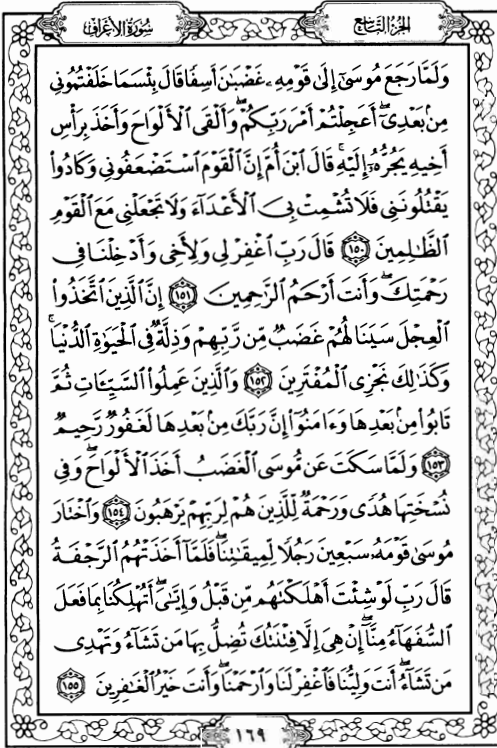 الجزء التاسع
سورة الأعراف
وَلَمَّا رَجَعَ مُوسَىٰٓ إِلَىٰ قَوْمِهِۦ غَضْبَٰنَ أَسِفًا قَالَ بِئْسَمَا خَلَفْتُمُونِى
مِنۢ بَعْدِىٓ ۖ أَعَجِلْتُمْ أَمْرَ رَبِّكُمْ ۖ وَأَلْقَى ٱلْأَلْوَاحَ وَأَخَذَ بِرَأْسِ
أَخِيهِ يَجُرُّهُۥٓ إِلَيْهِ ۚ قَالَ ٱبْنَ أُمَّ إِنَّ ٱلْقَوْمَ ٱسْتَضْعَفُونِى وَكَادُوا۟
يَقْتُلُونَنِى فَلَا تُشْمِتْ بِىَ ٱلْأَعْدَآءَ وَلَا تَجْعَلْنِى مَعَ ٱلْقَوْمِ
ٱلظَّٰلِمِينَ ١٥٠ قَالَ رَبِّ ٱغْفِرْ لِى وَلِأَخِى وَأَدْخِلْنَا فِى
رَحْمَتِكَ ۖ وَأَنتَ أَرْحَمُ ٱلرَّٰحِمِينَ ١٥١ إِنَّ ٱلَّذِينَ ٱتَّخَذُوا۟
ٱلْعِجْلَ سَيَنَالُهُمْ غَضَبٌ مِّن رَّبِّهِمْ وَذِلَّةٌ فِى ٱلْحَيَوٰةِ ٱلدُّنْيَا ۚ
وَكَذَٰلِكَ نَجْزِى ٱلْمُفْتَرِينَ ١٥٢ وَٱلَّذِينَ عَمِلُوا۟ ٱلسَّيِّـَٔاتِ ثُمَّ
تَابُوا۟ مِنۢ بَعْدِهَا وَءَامَنُوٓا۟ إِنَّ رَبَّكَ مِنۢ بَعْدِهَا لَغَفُورٌ رَّحِيمٌ
١٥٣ وَلَمَّا سَكَتَ عَن مُّوسَى ٱلْغَضَبُ أَخَذَ ٱلْأَلْوَاحَ ۖ وَفِى
نُسْخَتِهَا هُدًى وَرَحْمَةٌ لِّلَّذِينَ هُمْ لِرَبِّهِمْ يَرْهَبُونَ ١٥٤ وَٱخْتَارَ
مُوسَىٰ قَوْمَهُۥ سَبْعِينَ رَجُلًا لِّمِيقَٰتِنَا ۖ فَلَمَّآ أَخَذَتْهُمُ ٱلرَّجْفَةُ
قَالَ رَبِّ لَوْ شِئْتَ أَهْلَكْتَهُم مِّن قَبْلُ وَإِيَّٰىَ ۖ أَتُهْلِكُنَا بِمَا فَعَلَ
ٱلسُّفَهَآءُ مِنَّآ ۖ إِنْ هِىَ إِلَّا فِتْنَتُكَ تُضِلُّ بِهَا مَن تَشَآءُ وَتَهْدِى
مَن تَشَآءُ ۖ أَنتَ وَلِيُّنَا فَٱغْفِرْ لَنَا وَٱرْحَمْنَا ۖ وَأَنتَ خَيْرُ ٱلْغَٰفِرِينَ ١٥٥
١٦٩